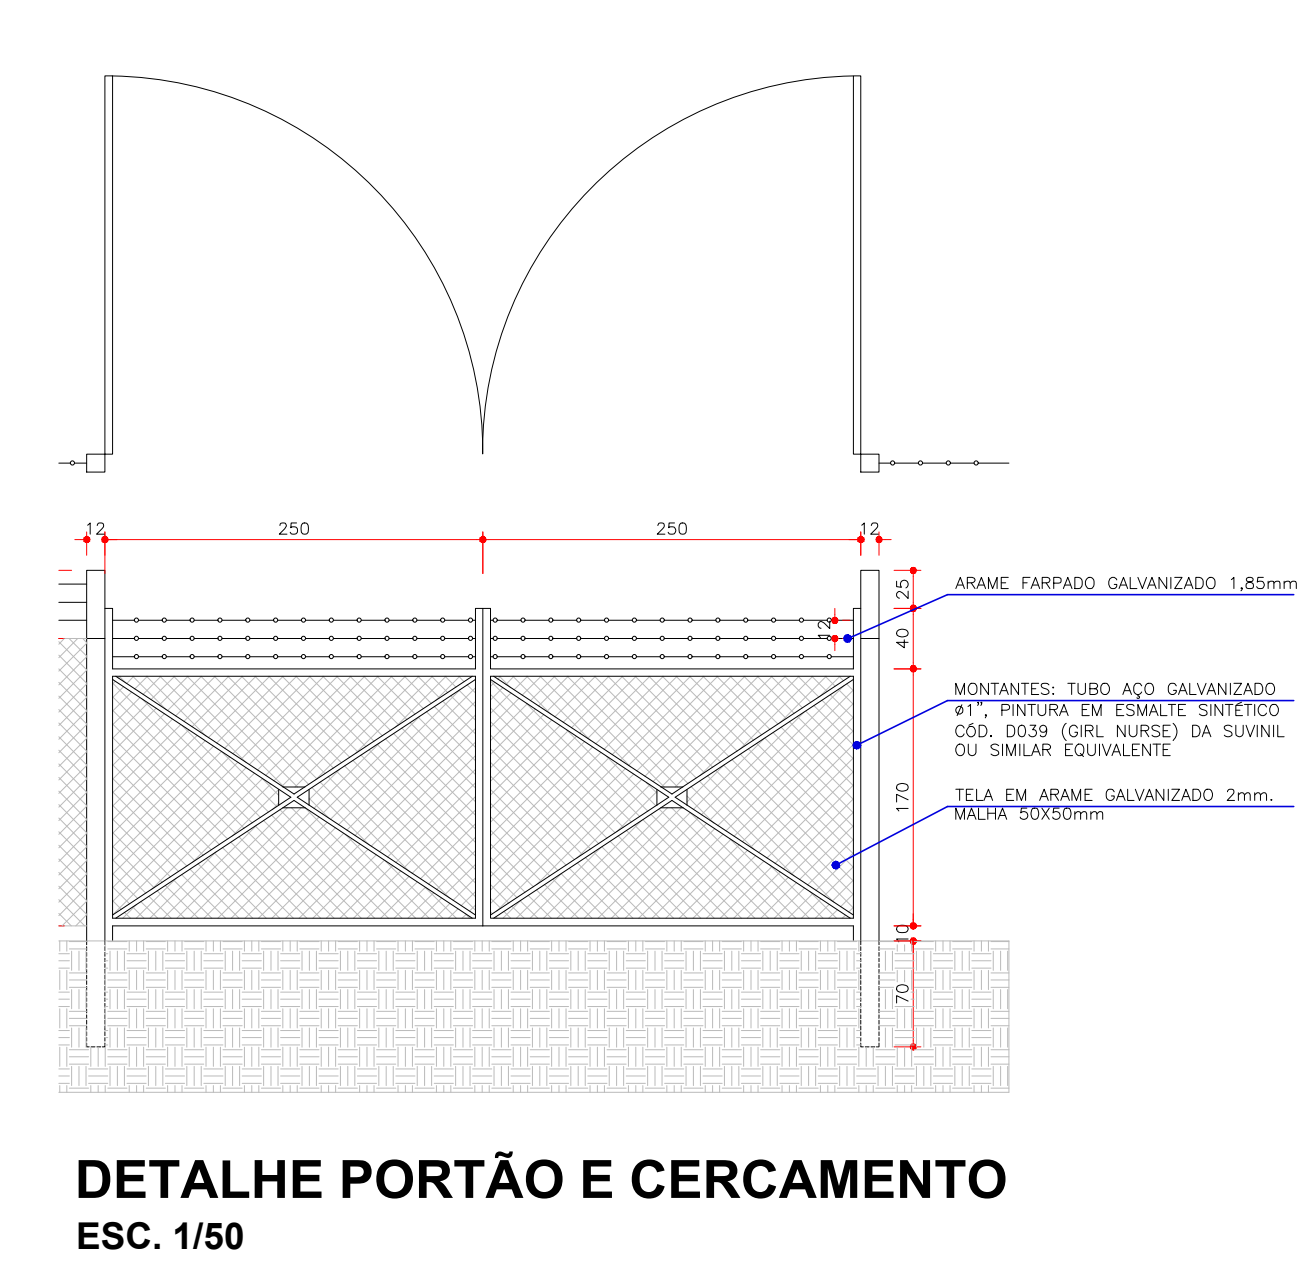 12
250
250
12
25
ARAME FARPADO GALVANIZADO 1,85mm
12
40
MONTANTES: TUBO AÇO GALVANIZADO
ø1", PINTURA EM ESMALTE SINTÉTICO
CÓD. D039 (GIRL NURSE) DA SUVINIL
OU SIMILAR EQUIVALENTE
170
TELA EM ARAME GALVANIZADO 2mm.
MALHA 50X50mm
10
70
DETALHE PORTÃO E CERCAMENTO
ESC. 1/50